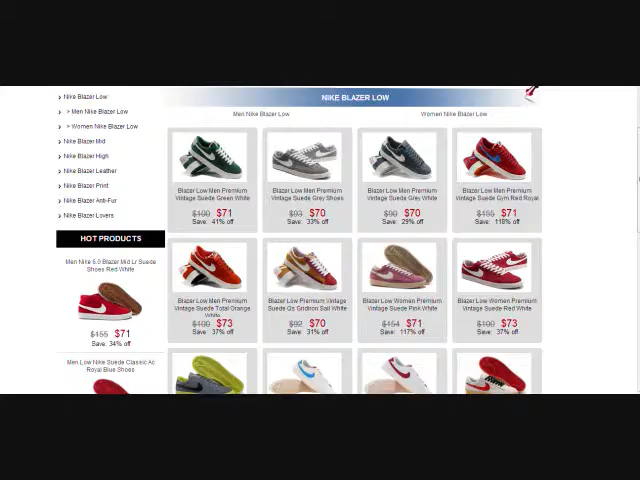 Nike Blazer Low
NIKE BLAZER LOW
> Men Nike Blazer Low
> Women Nike Blazer Low
Nike Blazer Mid
Nike Blazer High
Nike Blazer Leather
Nike Blazer Print
Nike Blazer Anti-Fur
Nike Blazer Lovers
HOT PRODUCTS
Men Nike 6.0 Blazer Mid Lr Suede
Shoes Red White
$155 $71
Save: 34% off
Men Low Nike Suede Classic Ac
Royal Blue Shoes
Men Nike Blazer Low
Women Nike Blazer Low
Blazer Low Men Premium
Vintage Suede Green White
$100 $71
Save: 41% off
Blazer Low Men Premium
Vintage Suede Grey Shoes
$93 $70
Save: 33% off
Blazer Low Men Premium
Vintage Suede Grey White
$90 $70
Save: 29% off
Blazer Low Men Premium
Vintage Suede Gym Red Royal
$155 $71
Save: 118% off
Blazer Low Men Premium
Vintage Suede Total Orange
White
$100 $73
Save: 37% off
Blazer Low Premium Vintage
Suede Qs Gridiron Sail White
$92 $70
Save: 31% off
Blazer Low Women Premium
Vintage Suede Pink White
$154 $71
Save: 117% off
Blazer Low Women Premium
Vintage Suede Red White
$100 $73
Save: 37% off